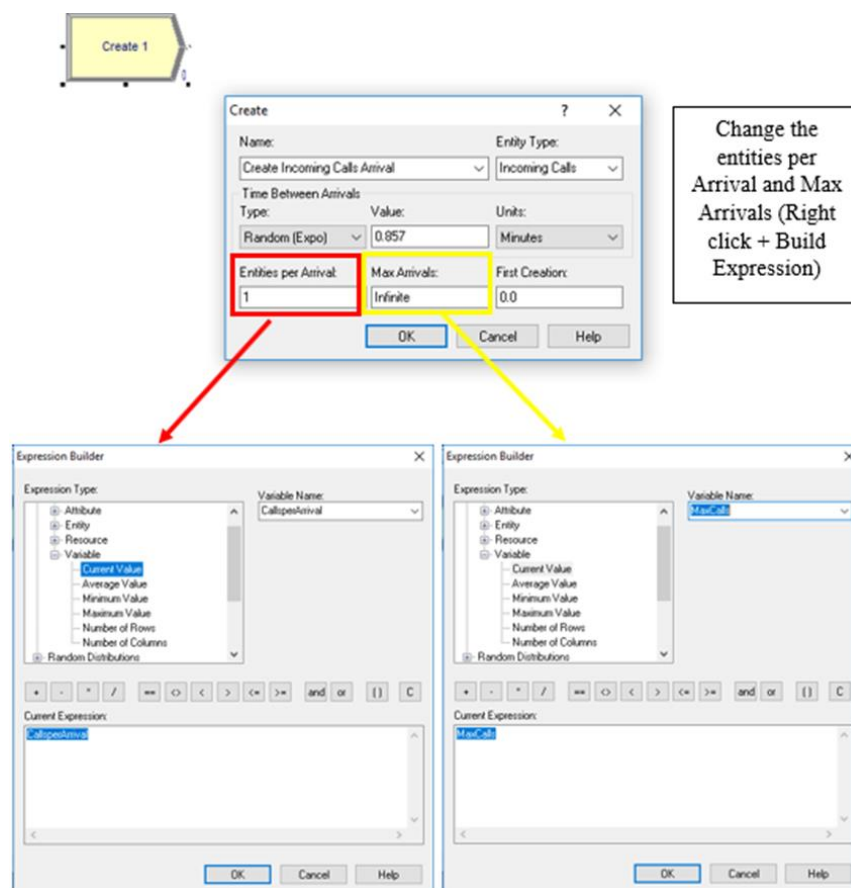 Create 1
0
Create
? X
Name: Entity Type:
Create Incoming Calls Arrival Incoming Calls
Time Between Arrivals
Type: Value: Units:
Random (Expo) 0.857 Minutes
Entities per Arrival: Max Arrivals: First Creation:
1 Infinite 0.0
OK Cancel Help
Change the
entities per
Arrival and Max
Arrivals (Right
click + Build
Expression)
Expression Builder
Expression Type: Variable Name:
Attribute CallsperArrival
Entity
Resource
Variable
Current Value
Average Value
Minimum Value
Maximum Value
Number of Rows
Number of Columns
Random Distributions
+ - * / == <> < > <= >= and or ( ) C
Current Expression:
CallsperArrival
OK Cancel Help
Expression Builder
Expression Type: Variable Name:
Attribute MaxCalls
Entity
Resource
Variable
Current Value
Average Value
Minimum Value
Maximum Value
Number of Rows
Number of Columns
Random Distributions
+ - * / == <> < > <= >= and or ( ) C
Current Expression:
MaxCalls
OK Cancel Help